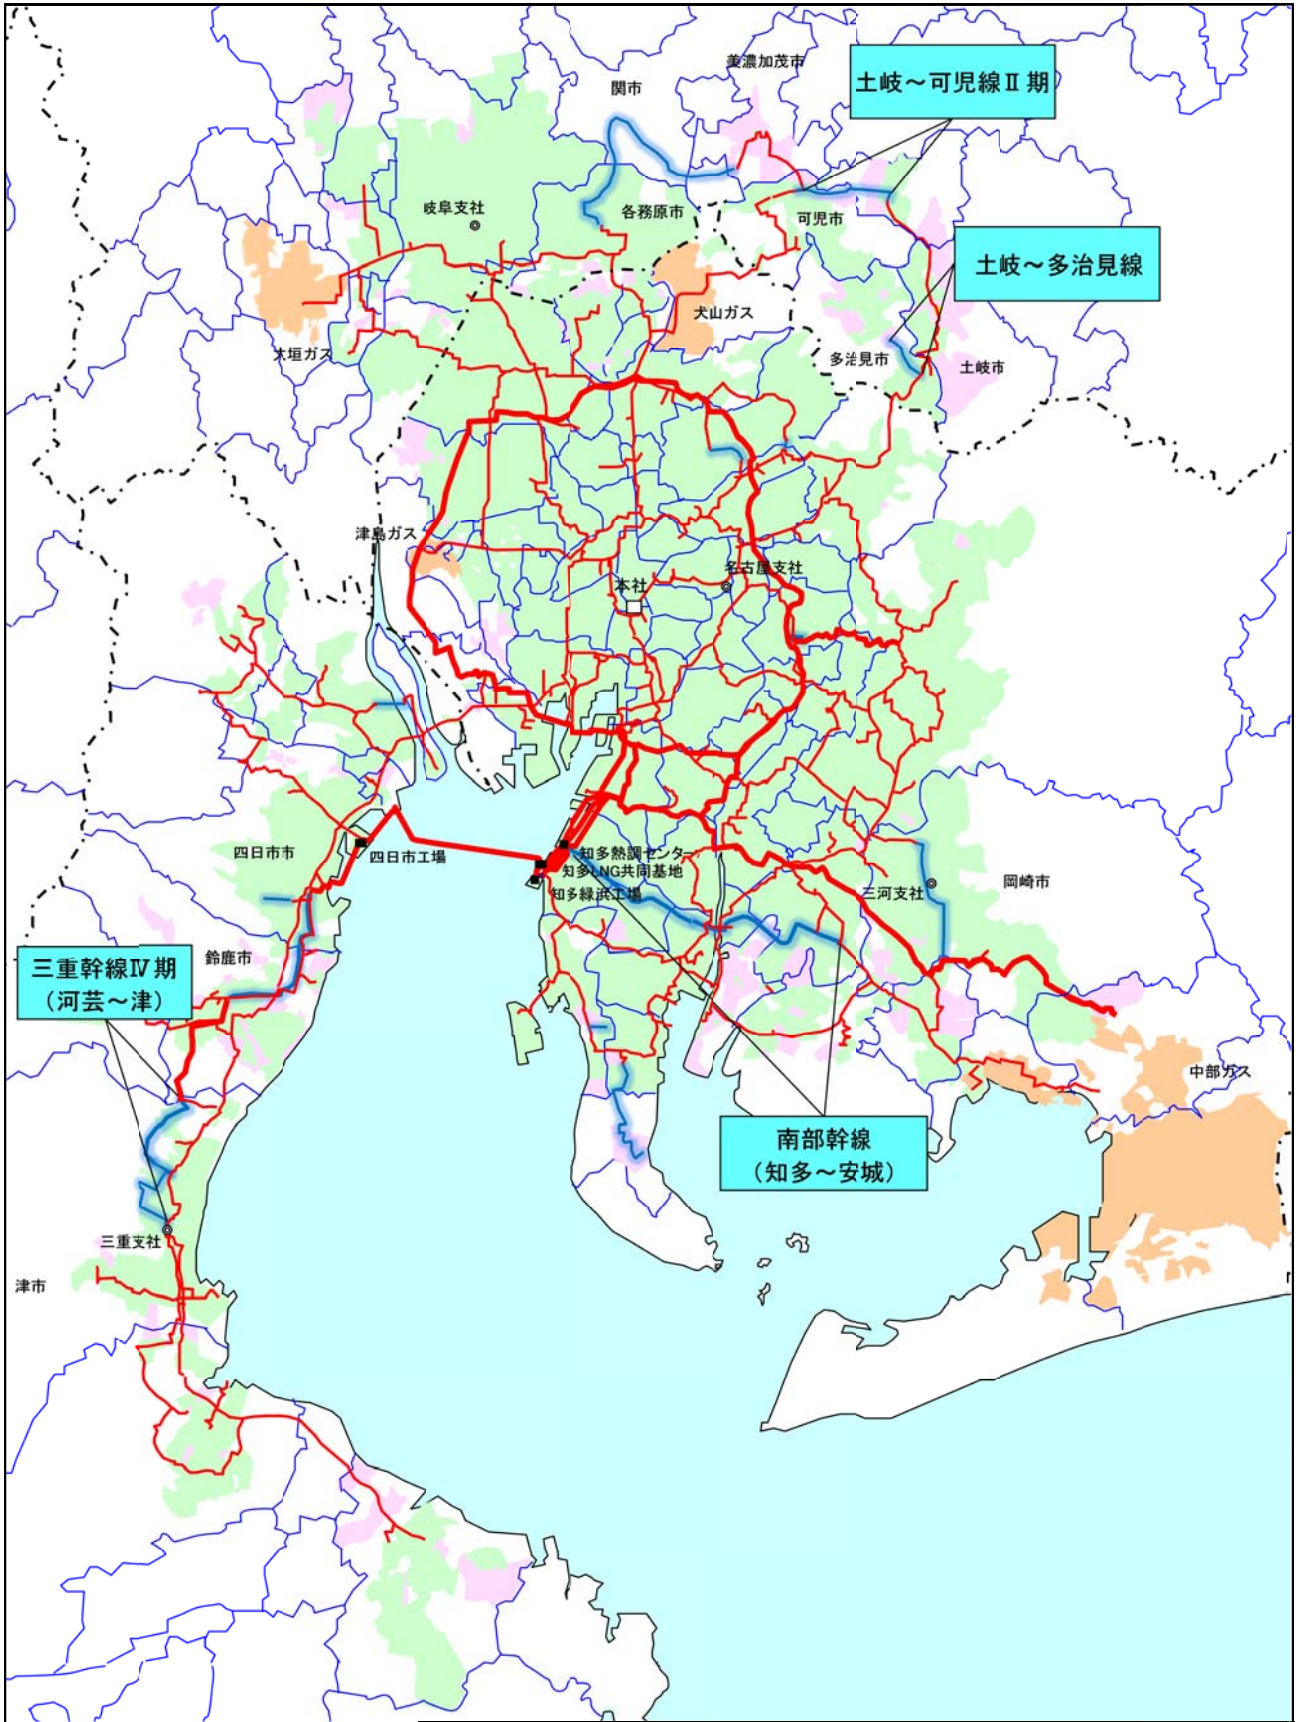 美濃加茂市
関市
土岐～可児線Ⅱ期
岐阜支社
各務原市
可児市
土岐～多治見線
犬山ガス
大垣ガス
多治見市
土岐市
津島ガス
名古屋支社
本社
四日市市
四日市工場
知多熱調センター
知多LNG共同基地
知多緑浜工場
三河支社
岡崎市
三重幹線Ⅳ期
（河芸～津）
鈴鹿市
中部ガス
南部幹線
（知多～安城）
三重支社
津市